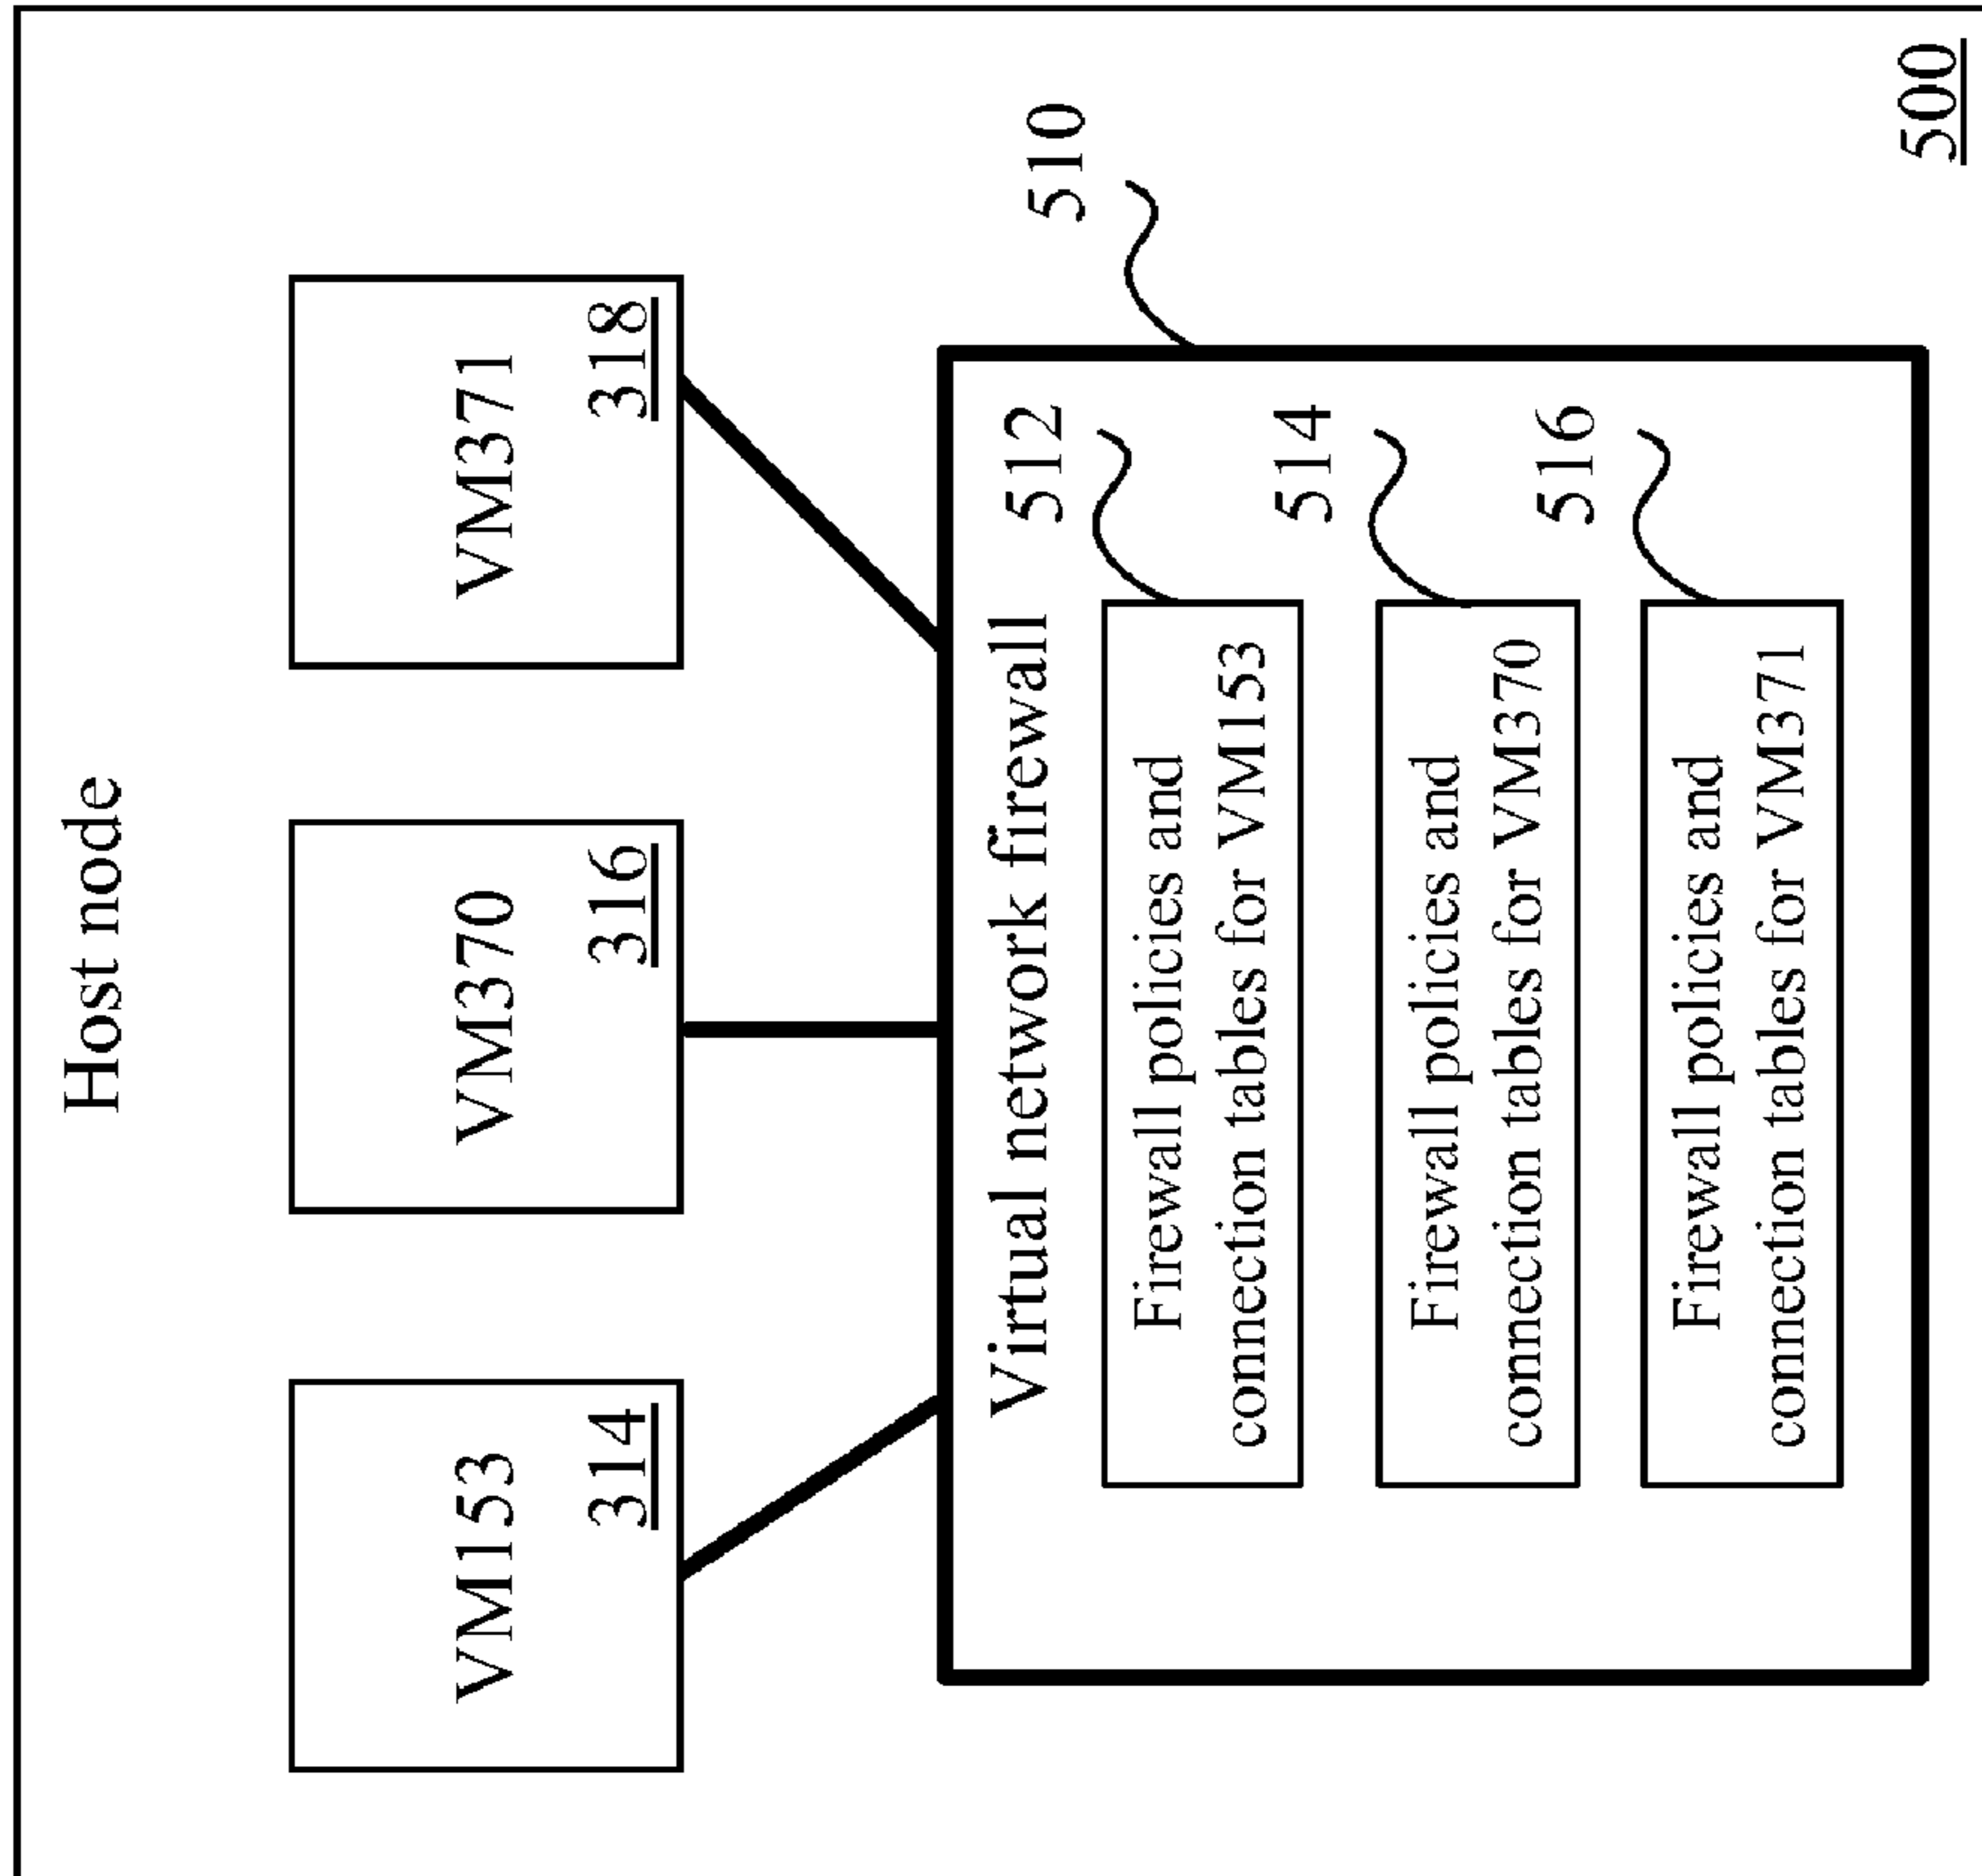 Host node
VM153
314
VM370
316
VM371
318
510
Virtual network firewall
512
Firewall policies and
connection tables for VM153
514
Firewall policies and
connection tables for VM370
516
Firewall policies and
connection tables for VM371
500